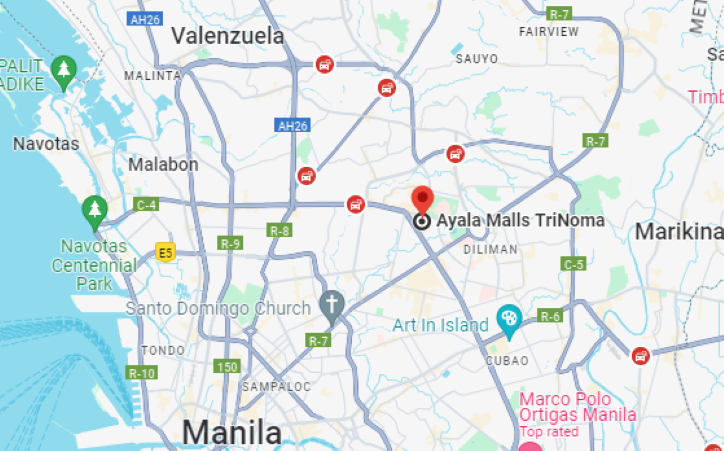 AH26
R-7
FAIRVIEW
MET
Valenzuela
SAUYO
Sa
PALIT
ADIKE
MALINTA
Timb
AH26
Navotas
R-7
Malabon
C-4
Ayala Malls TriNoma
R-9
R-8
Marikina
Navotas
Centennial
Park
E5
DILIMAN
C-5
Santo Domingo Church
R-7
Art In Island
R-6
TONDO
CUBAO
R-10
150
SAMPALOC
Marco Polo
Ortigas Manila
Top rated
Manila